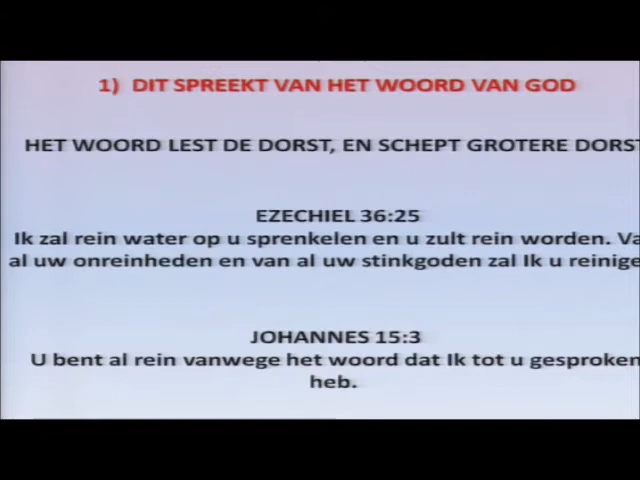 1) DIT SPREEKT VAN HET WOORD VAN GOD
HET WOORD LEST DE DORST, EN SCHEPT GROTERE DORST
EZECHIEL 36:25
Ik zal rein water op u sprenkelen en u zult rein worden. Va
al uw onreinheden en van al uw stinkgoden zal Ik u reinige
JOHANNES 15:3
U bent al rein vanwege het woord dat Ik tot u gesproken
heb.